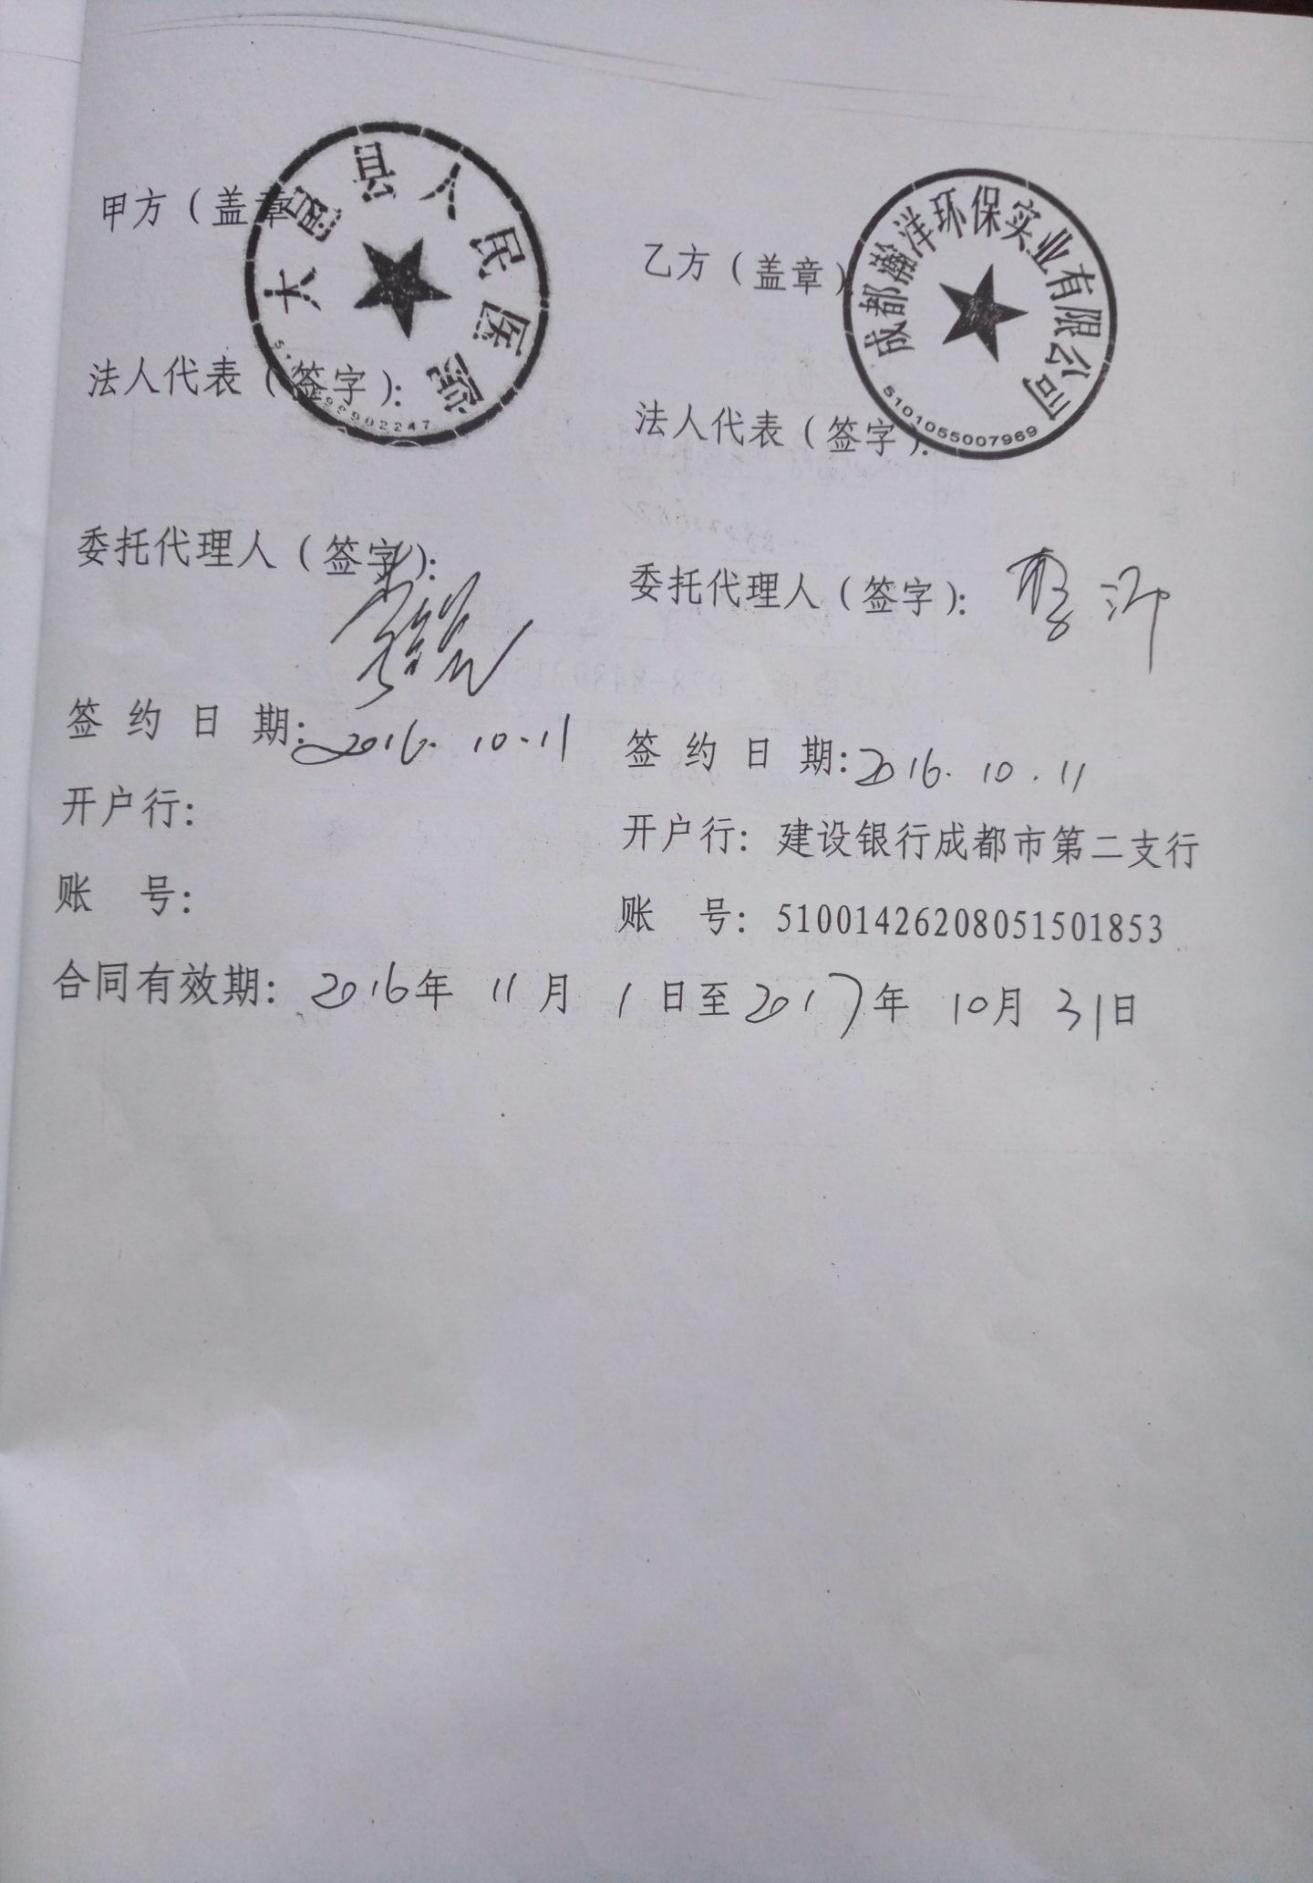 甲方（盖章
大邑县人民医院
乙方（盖章）
成都瀚洋环保实业有限公司
5101055007969
法人代表（签字）：
法人代表（签字）：
委托代理人（签字）：
委托代理人（签字）：
签约日期：2016.10.11
签约日期：2016.10.11
开户行：
开户行：建设银行成都市第二支行
账 号：
账 号：51001426208051501853
合同有效期：2016年 11月 1日至2017年 10月31日